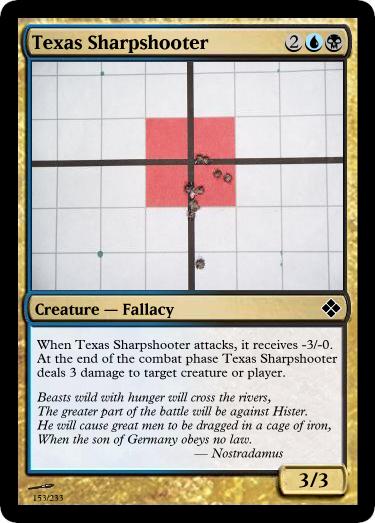 Texas Sharpshooter 2
Creature — Fallacy
When Texas Sharpshooter attacks, it receives -3/-0.
At the end of the combat phase Texas Sharpshooter
deals 3 damage to target creature or player.
Beasts wild with hunger will cross the rivers,
The greater part of the battle will be against Hister.
He will cause great men to be dragged in a cage of iron,
When the son of Germany obeys no law.
— Nostradamus
3/3
153/233